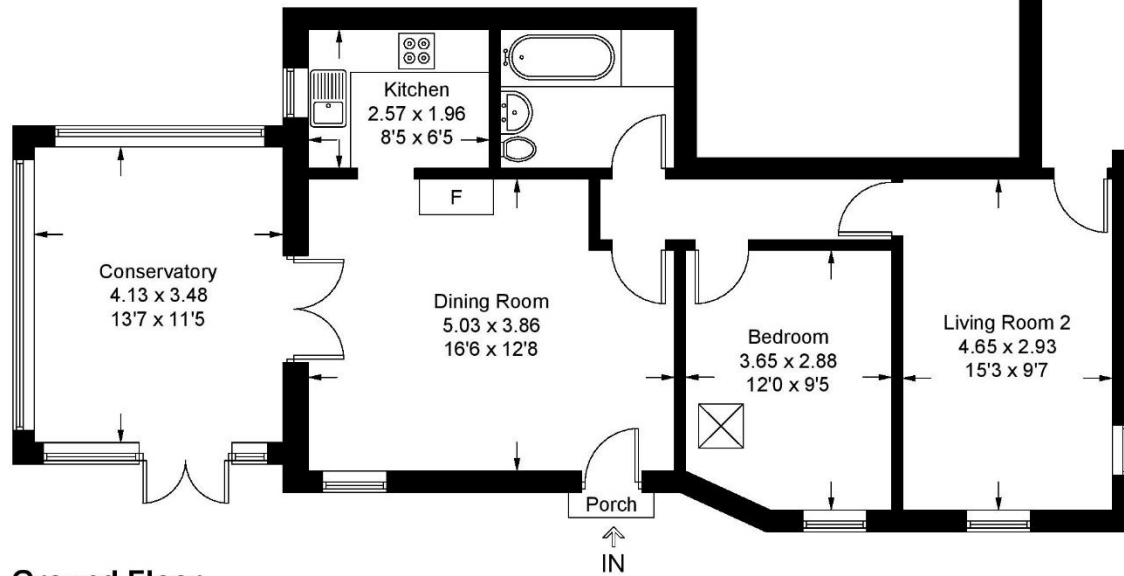 Kitchen
2.57 x 1.96
8'5 x 6'5
F
Conservatory
4.13 x 3.48
13'7 x 11'5
Dining Room
5.03 x 3.86
16'6 x 12'8
Bedroom
3.65 x 2.88
12'0 x 9'5
Living Room 2
4.65 x 2.93
15'3 x 9'7
Porch
IN
Ground Floor